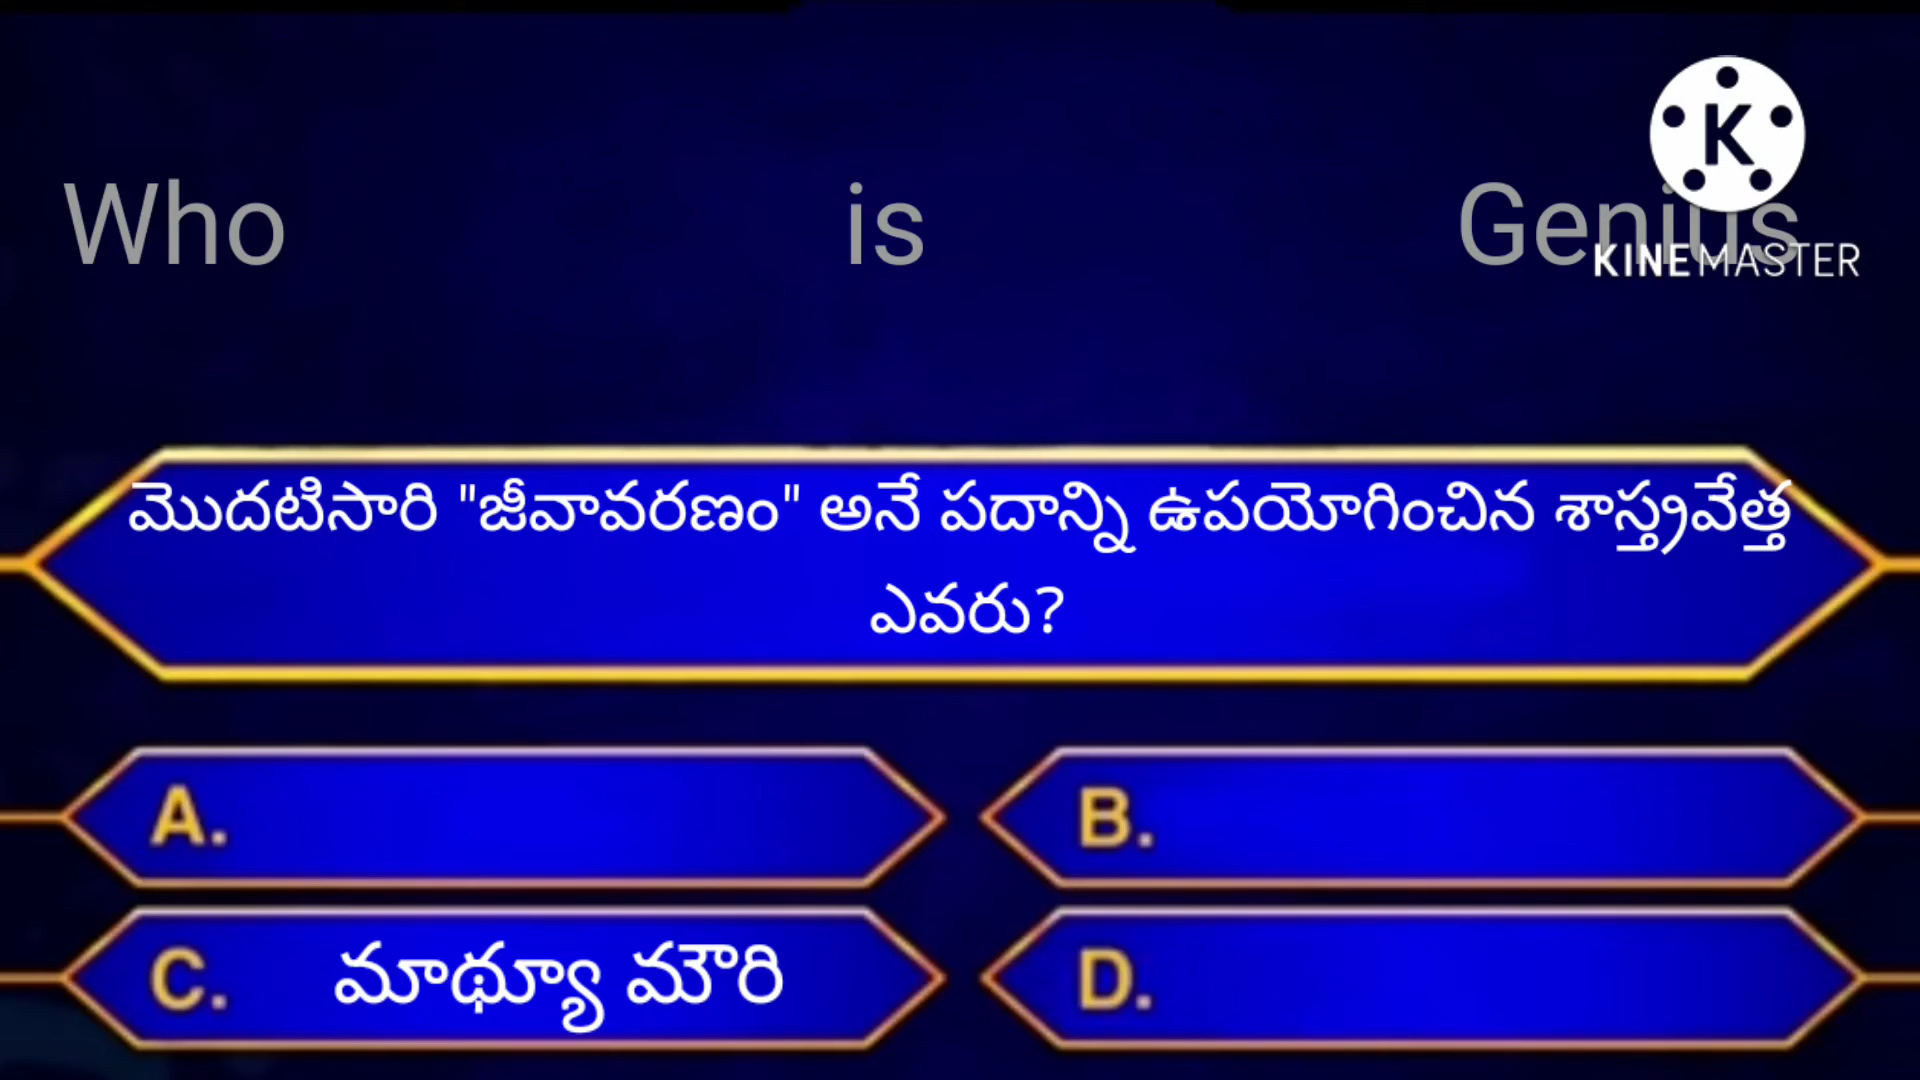 Who is Genius
KINEMASTER
మొదటిసారి "జీవావరణం" అనే పదాన్ని ఉపయోగించిన శాస్త్రవేత్త
ఎవరు?
A.
B.
C. మాథ్యూ మౌరి
D.